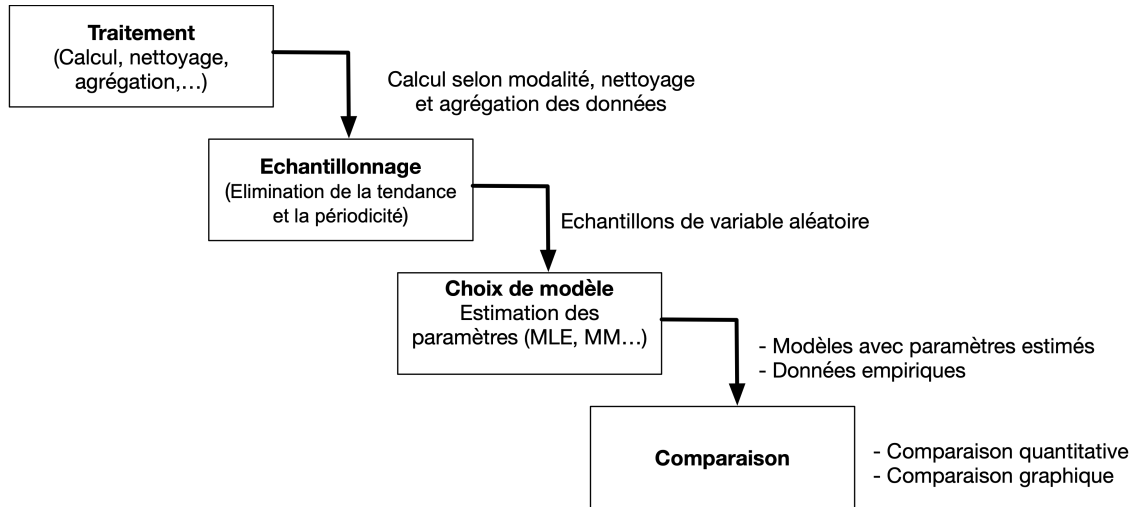 Traitement
(Calcul, nettoyage,
agrégation,…)
Calcul selon modalité, nettoyage
et agrégation des données
Echantillonnage
(Elimination de la tendance
et la périodicité)
Echantillons de variable aléatoire
Choix de modèle
Estimation des
paramètres (MLE, MM…)
- Modèles avec paramètres estimés
- Données empiriques
Comparaison
- Comparaison quantitative
- Comparaison graphique